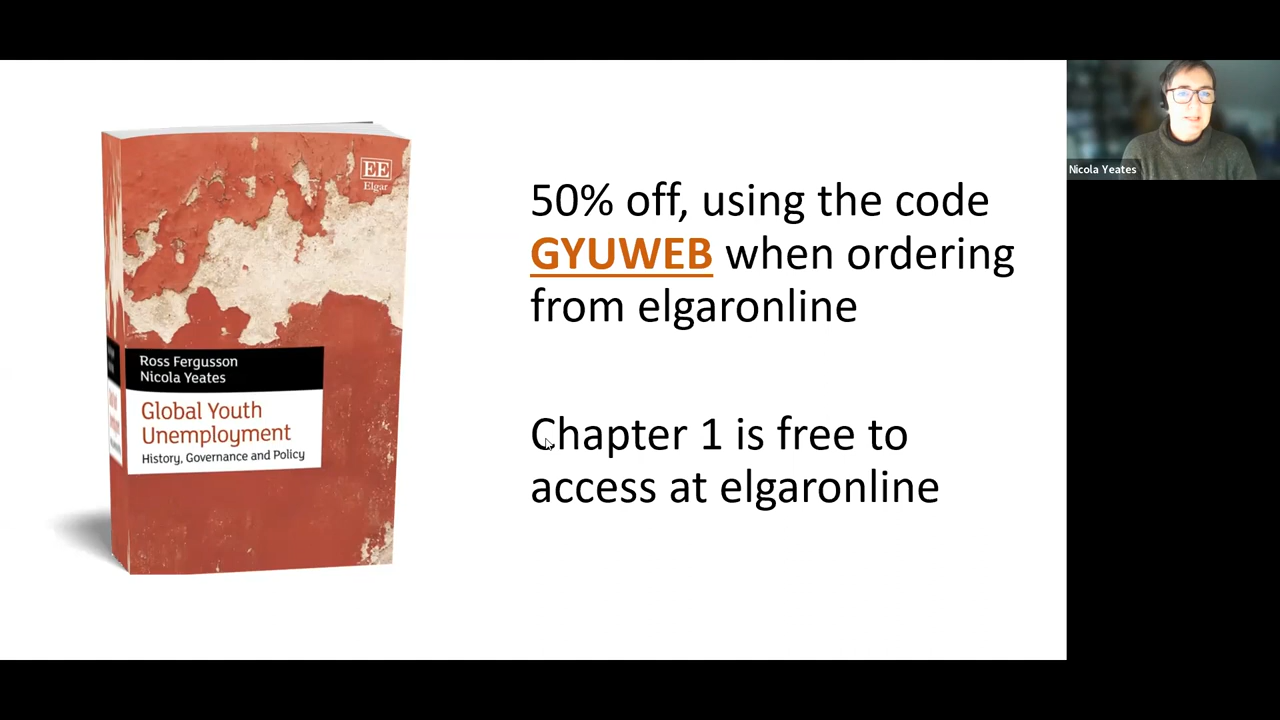 EE
Elgar
Ross Fergusson
Nicola Yeates
Global Youth
Unemployment
History, Governance and Policy
50% off, using the code
GYUWEB when ordering
from elgaronline
Chapter 1 is free to
access at elgaronline
Nicola Yeates